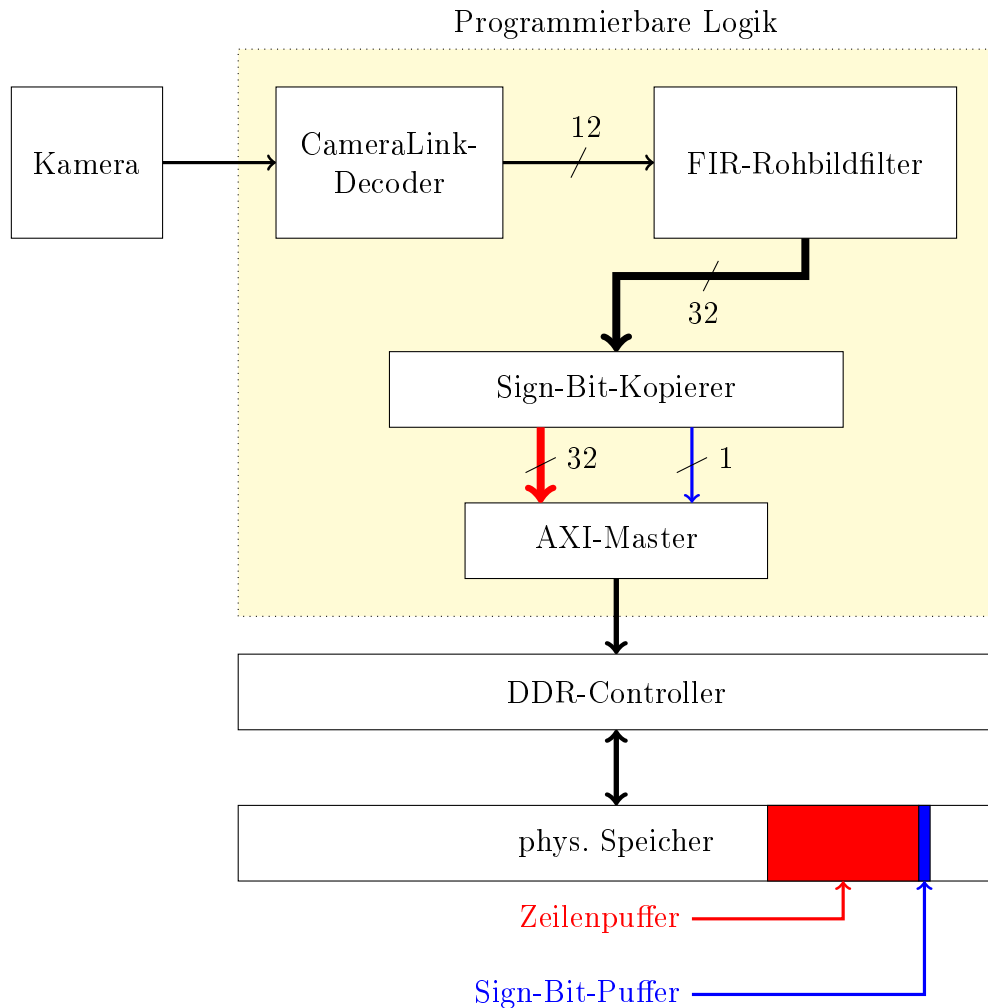 Programmierbare Logik
Kamera
CameraLink-
Decoder
12
FIR-Rohbildfilter
32
Sign-Bit-Kopierer
32
1
AXI-Master
DDR-Controller
phys. Speicher
Zeilenpuffer
Sign-Bit-Puffer